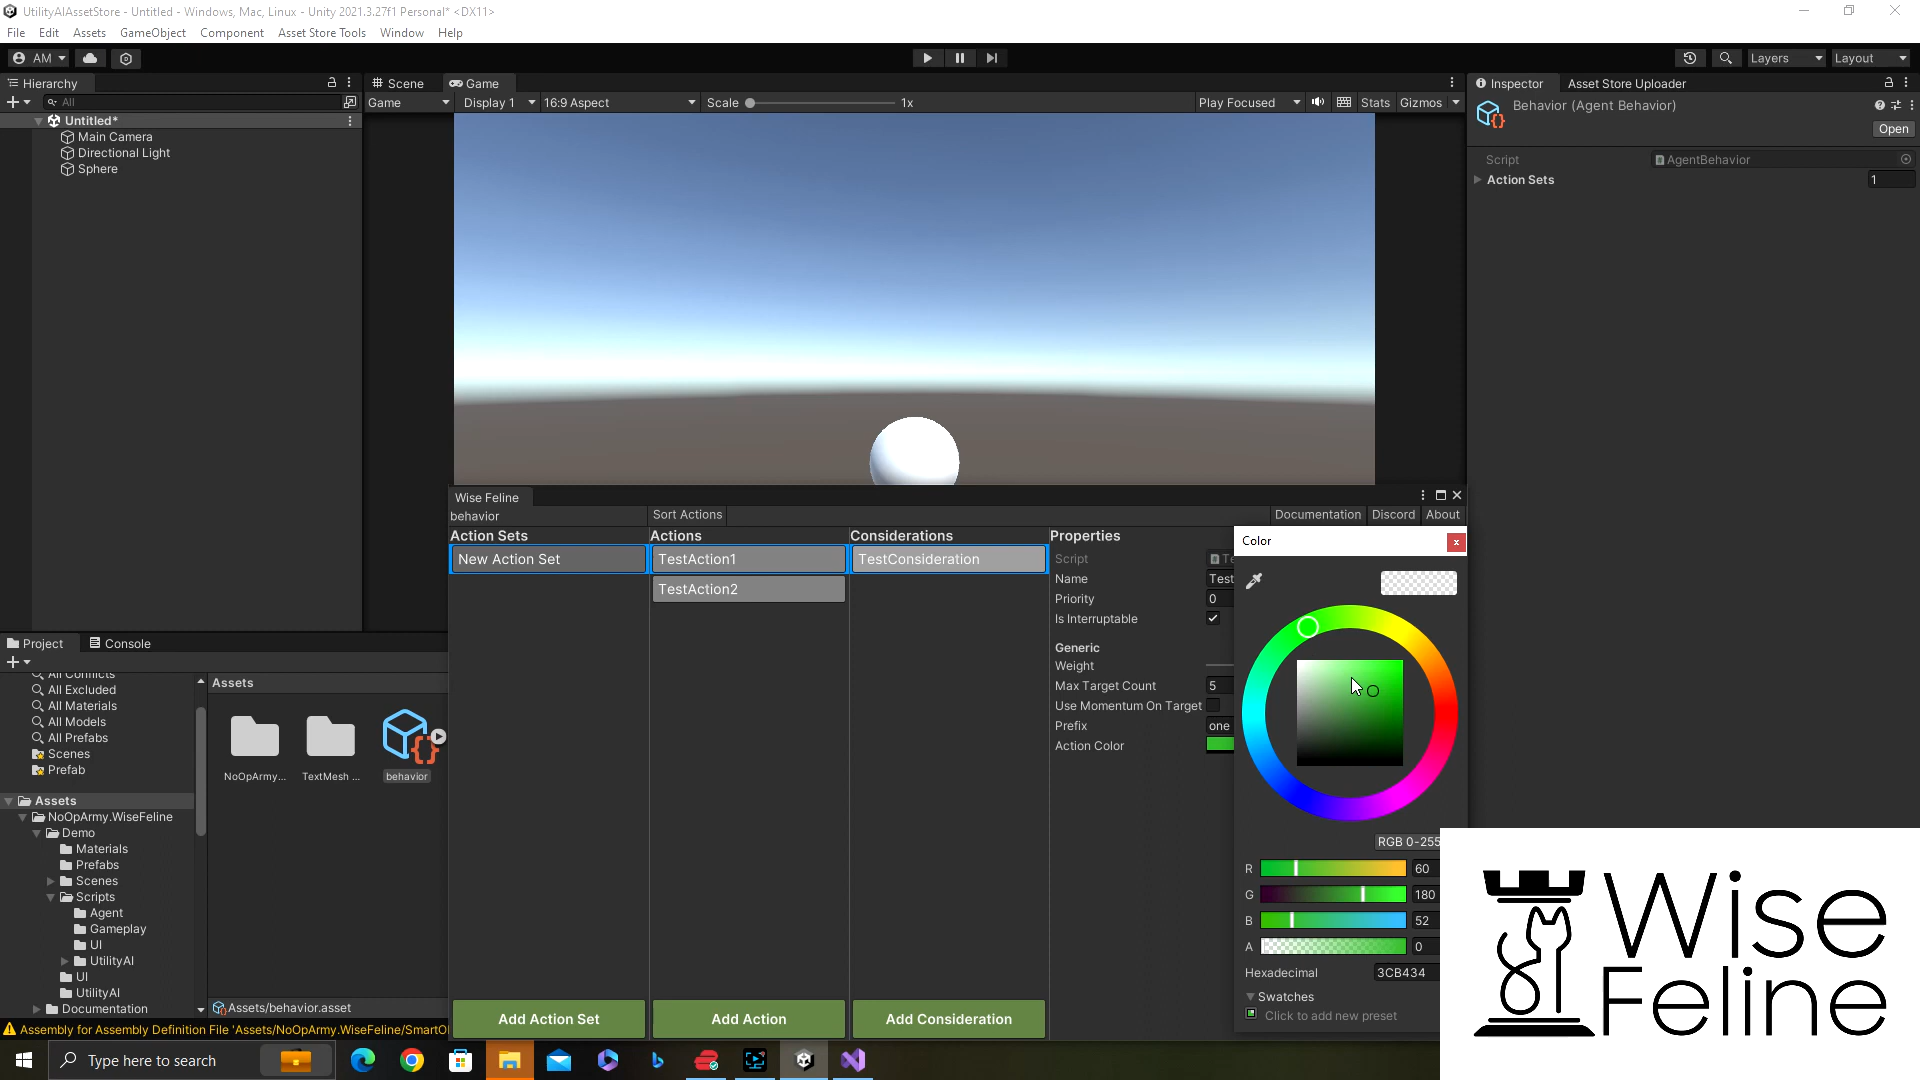 UtilityAIAssetStore - Untitled - Windows, Mac, Linux - Unity 2021.3.27f1 Personal* <DX11>
File Edit Assets GameObject Component Asset Store Tools Window Help
AM Layers Layout
Hierarchy
All
Untitled*
Main Camera
Directional Light
Sphere
Scene Game
Game Display 1 16:9 Aspect Scale 1x Play Focused Stats Gizmos
Inspector Asset Store Uploader
Behavior (Agent Behavior)
Open
Script AgentBehavior
Action Sets 1
Wise Feline
behavior Sort Actions Documentation Discord About
Action Sets Actions Considerations Properties
New Action Set TestAction1 TestConsideration
TestAction2
Script
Name Test
Priority 0
Is Interruptable
Generic
Weight
Max Target Count 5
Use Momentum On Target
Prefix one
Action Color
Add Action Set Add Action Add Consideration
Color
RGB 0-255
R 60
G 180
B 52
A 0
Hexadecimal 3CB434
Swatches
Click to add new preset
Project Console
All Conflicts
All Excluded
All Materials
All Models
All Prefabs
Scenes
Prefab
Assets
NoOpArmy.WiseFeline
Demo
Materials
Prefabs
Scenes
Scripts
Agent
Gameplay
UI
UtilityAI
UI
UtilityAI
Documentation
Assets
NoOpArmy... TextMesh ... behavior
Assets/behavior.asset
Assembly for Assembly Definition File 'Assets/NoOpArmy.WiseFeline/SmartOb
Type here to search
Wise
Feline